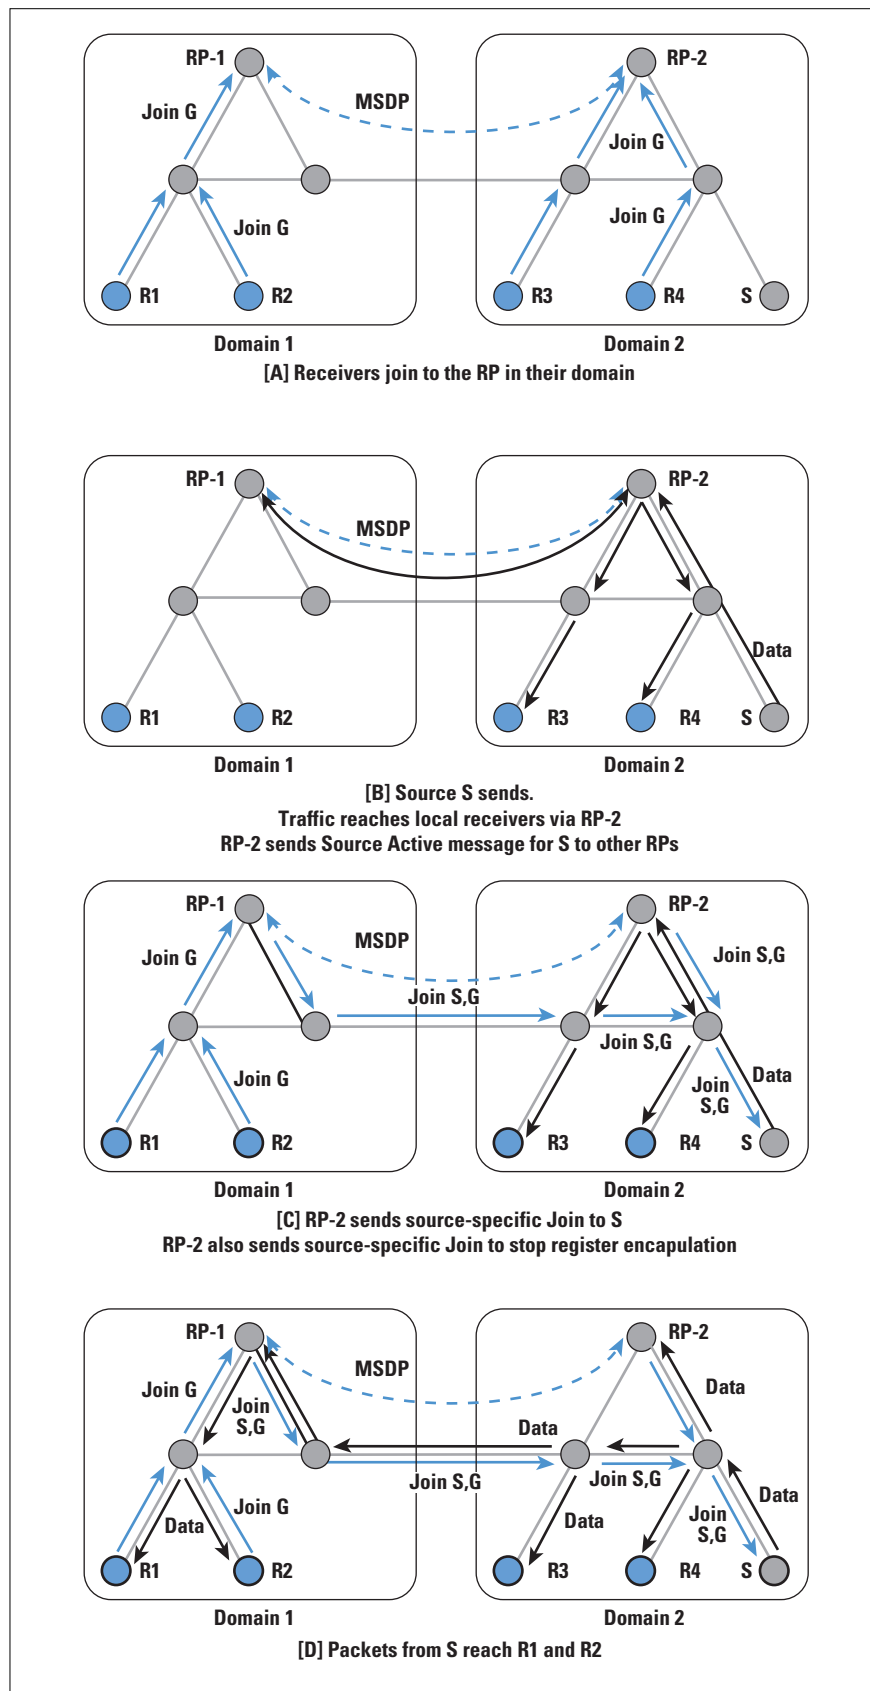 RP-1
RP-2
MSDP
Join G
Join G
Join G
Join G
R1
R2
R3
R4
S
Domain 1
Domain 2
[A] Receivers join to the RP in their domain
RP-1
RP-2
MSDP
Data
R1
R2
R3
R4
S
Domain 1
Domain 2
[B] Source S sends.
Traffic reaches local receivers via RP-2
RP-2 sends Source Active message for S to other RPs
RP-1
RP-2
MSDP
Join G
Join S,G
Join S,G
Join S,G
Join G
Join
S,G
Data
R1
R2
R3
R4
S
Domain 1
Domain 2
[C] RP-2 sends source-specific Join to S
RP-2 also sends source-specific Join to stop register encapulation
RP-1
RP-2
MSDP
Join G
Join
S,G
Data
Data
Join S,G
Join S,G
Data
Join G
Data
Data
Join
S,G
R1
R2
R3
R4
S
Domain 1
Domain 2
[D] Packets from S reach R1 and R2